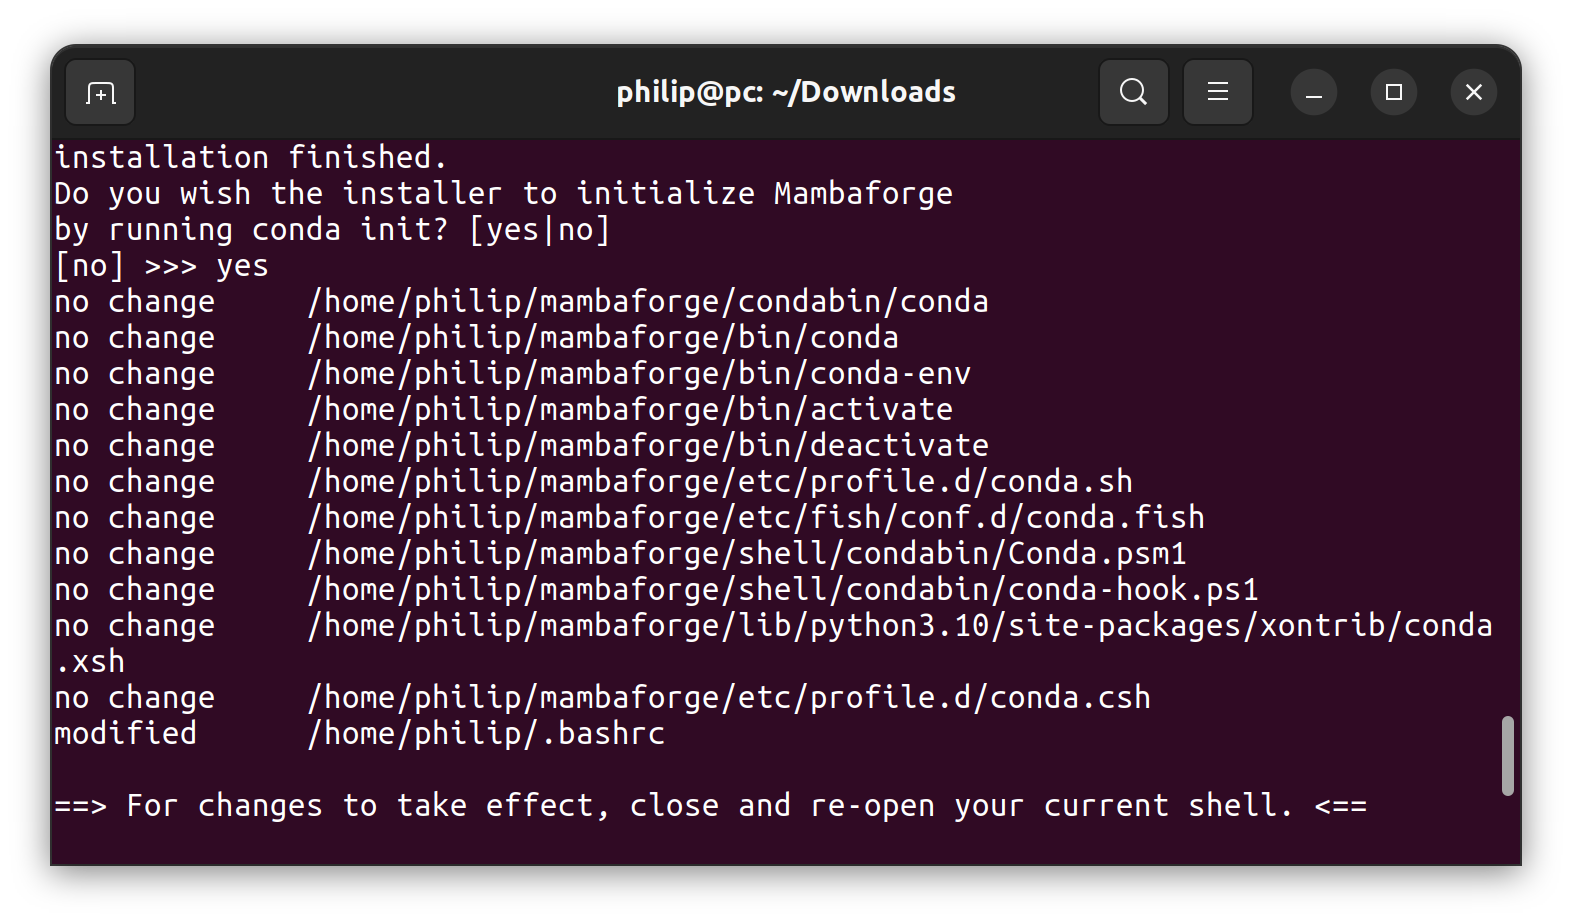 philip@pc: ~/Downloads
installation finished.
Do you wish the installer to initialize Mambaforge
by running conda init? [yes|no]
[no] >>> yes
no change     /home/philip/mambaforge/condabin/conda
no change     /home/philip/mambaforge/bin/conda
no change     /home/philip/mambaforge/bin/conda-env
no change     /home/philip/mambaforge/bin/activate
no change     /home/philip/mambaforge/bin/deactivate
no change     /home/philip/mambaforge/etc/profile.d/conda.sh
no change     /home/philip/mambaforge/etc/fish/conf.d/conda.fish
no change     /home/philip/mambaforge/shell/condabin/Conda.psm1
no change     /home/philip/mambaforge/shell/condabin/conda-hook.ps1
no change     /home/philip/mambaforge/lib/python3.10/site-packages/xontrib/conda
.xsh
no change     /home/philip/mambaforge/etc/profile.d/conda.csh
modified      /home/philip/.bashrc
==> For changes to take effect, close and re-open your current shell. <==